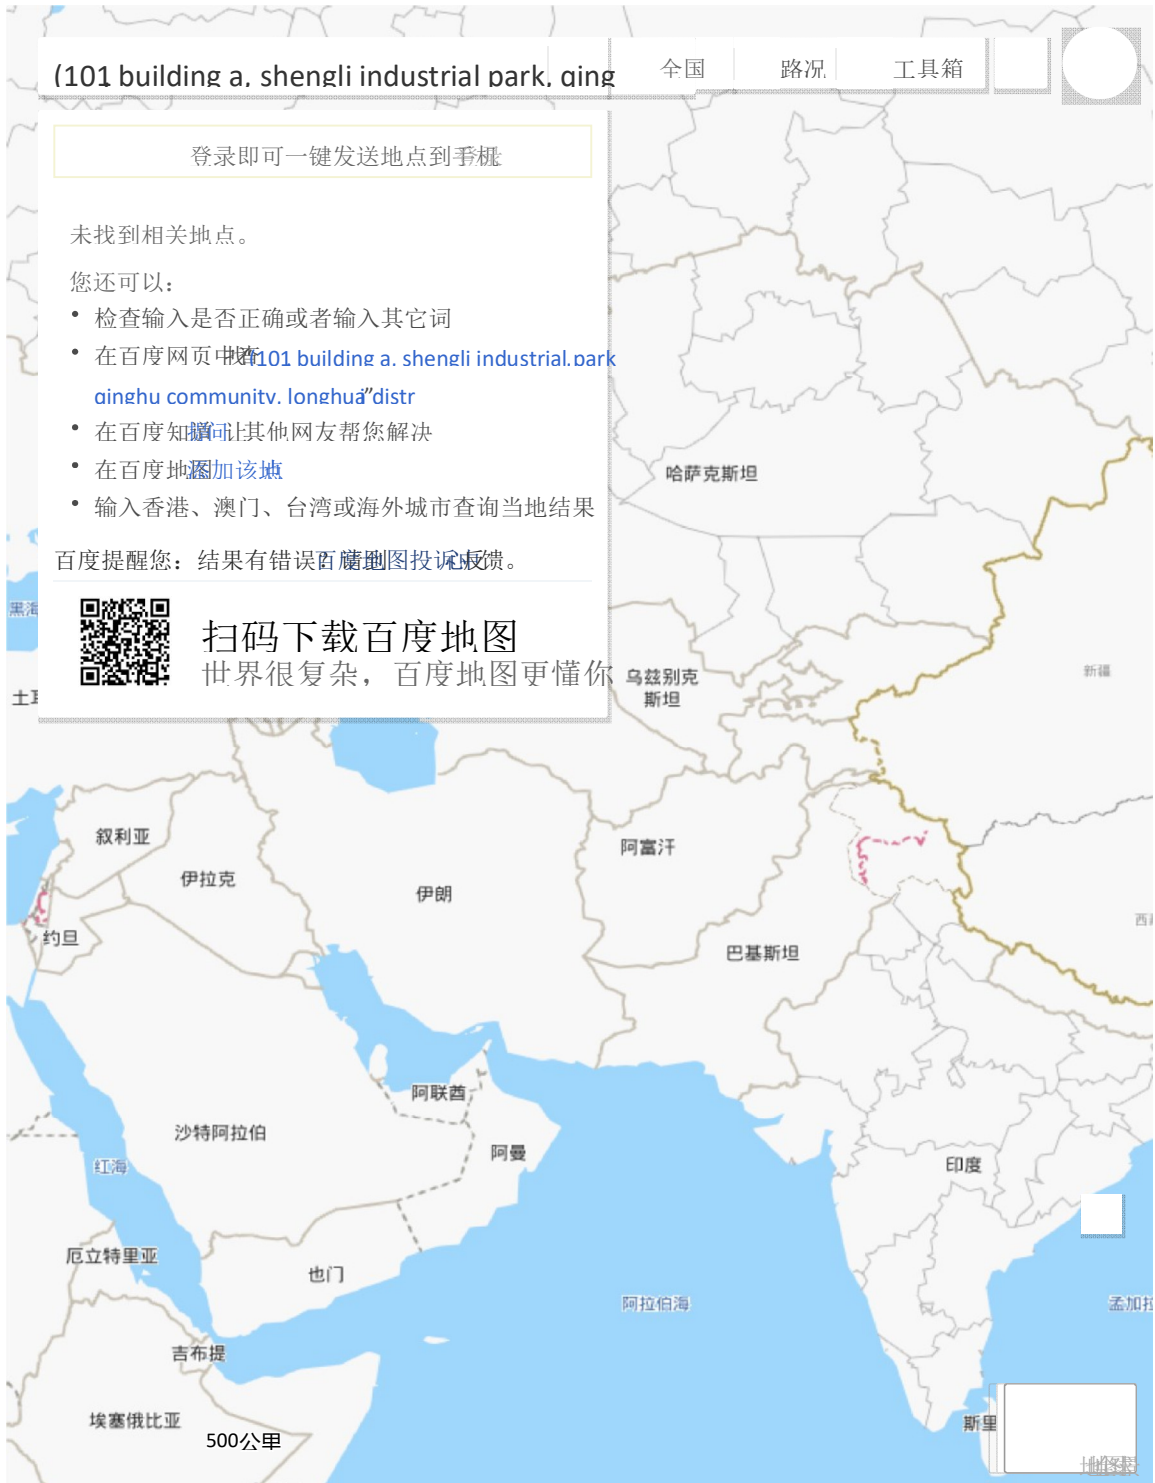 (101 building a, shengli industrial park, qing
全国
路况
工具箱
登录即可一键发送地点到手机
未找到相关地点。
您还可以:
• 检查输入是否正确或者输入其它词
• 在百度网页中查找"101 building a, shengli industrial park
qinghu community, longhua distr"
• 在百度知道提问 让其他网友帮您解决
• 在百度地图添加该地点
• 输入香港、澳门、台湾或海外城市查询当地结果
百度提醒您:结果有错误?请到百度地图投诉中心反馈。
扫码下载百度地图
世界很复杂,百度地图更懂你
哈萨克斯坦
黑海
乌兹别克
斯坦
新疆
叙利亚
阿富汗
伊拉克
伊朗
约旦
巴基斯坦
阿联酋
沙特阿拉伯
阿曼
红海
印度
厄立特里亚
也门
阿拉伯海
孟加拉
吉布提
埃塞俄比亚
斯里
500公里